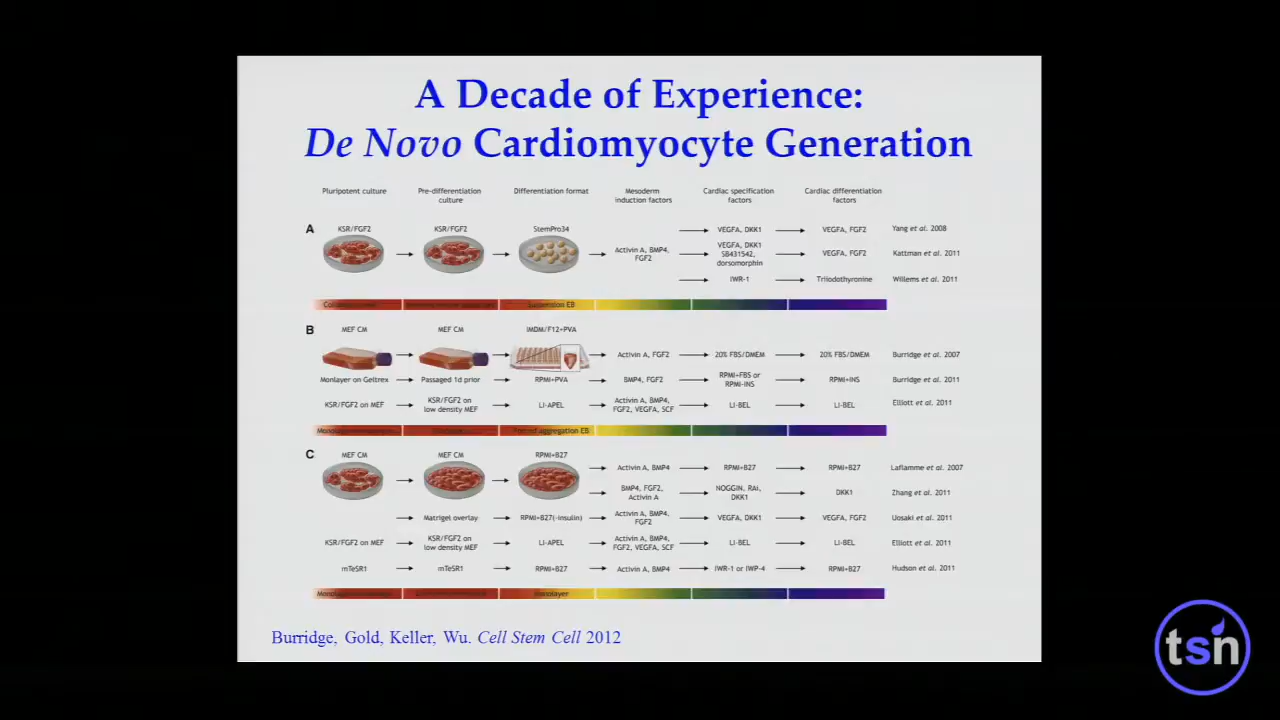 A Decade of Experience:
De Novo Cardiomyocyte Generation
Pluripotent culture
Pre-differentiation
culture
Differentiation format
Mesoderm
induction factors
Cardiac specification
factors
Cardiac differentiation
factors
A
KSR/FGF2
KSR/FGF2
StemPro34
Activin A, BMP4,
FGF2
VEGFA, DKK1
VEGFA, FGF2
Yang et al. 2008
VEGFA, DKK1
SB431542,
dorsomorphin
VEGFA, FGF2
Kattman et al. 2011
IWR-1
Triiodothyronine
Willems et al. 2011
Suspension EB
B
MEF CM
MEF CM
IMDM/F12+PVA
Activin A, FGF2
20% FBS/DMEM
20% FBS/DMEM
Burridge et al. 2007
Monlayer on Geltrex
Passaged 1d prior
RPMI+PVA
BMP4, FGF2
RPMI+FBS or
RPMI-INS
RPMI+INS
Burridge et al. 2011
KSR/FGF2 on MEF
KSR/FGF2 on
low density MEF
LI-APEL
Activin A, BMP4,
FGF2, VEGFA, SCF
LI-BEL
LI-BEL
Elliott et al. 2011
Forced aggregation EB
C
MEF CM
MEF CM
RPMI+B27
Activin A, BMP4
RPMI+B27
RPMI+B27
Laflamme et al. 2007
BMP4, FGF2,
Activin A
NOGGIN, RAi,
DKK1
DKK1
Zhang et al. 2011
Matrigel overlay
RPMI+B27(-insulin)
Activin A, BMP4,
FGF2
VEGFA, DKK1
VEGFA, FGF2
Uosaki et al. 2011
KSR/FGF2 on MEF
KSR/FGF2 on
low density MEF
LI-APEL
Activin A, BMP4,
FGF2, VEGFA, SCF
LI-BEL
LI-BEL
Elliott et al. 2011
mTeSR1
mTeSR1
RPMI+B27
Activin A, BMP4
IWR-1 or IWP-4
RPMI+B27
Hudson et al. 2011
Monolayer
Burridge, Gold, Keller, Wu. Cell Stem Cell 2012
tsn